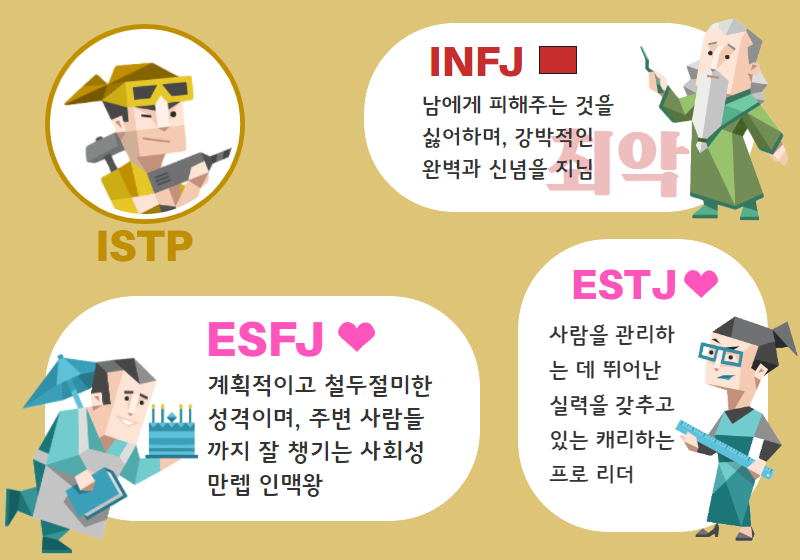 ISTP
INFJ
남에게 피해주는 것을
싫어하며, 강박적인
완벽과 신념을 지님
최악
ESFJ
계획적이고 철두절미한
성격이며, 주변 사람들
까지 잘 챙기는 사회성
만렙 인맥왕
ESTJ
사람을 관리하
는 데 뛰어난
실력을 갖추고
있는 캐리하는
프로 리더